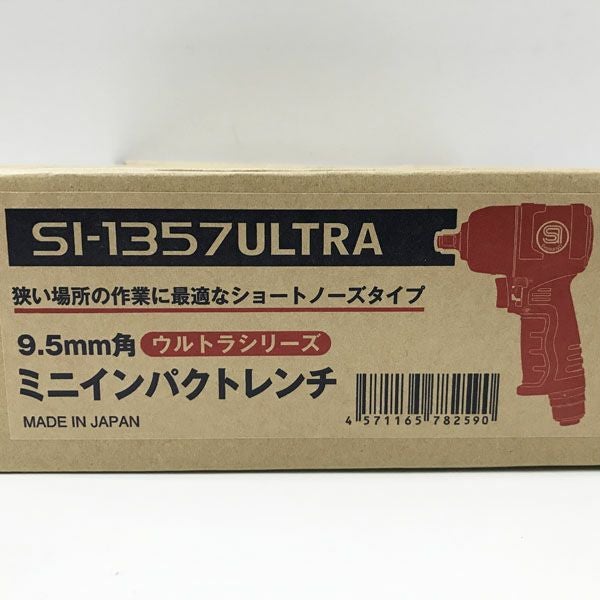 SI-1357ULTRA
SI
狭い場所の作業に最適なショートノーズタイプ
9.5mm角 ウルトラシリーズ
ミニインパクトレンチ
MADE IN JAPAN
4 571165 782590